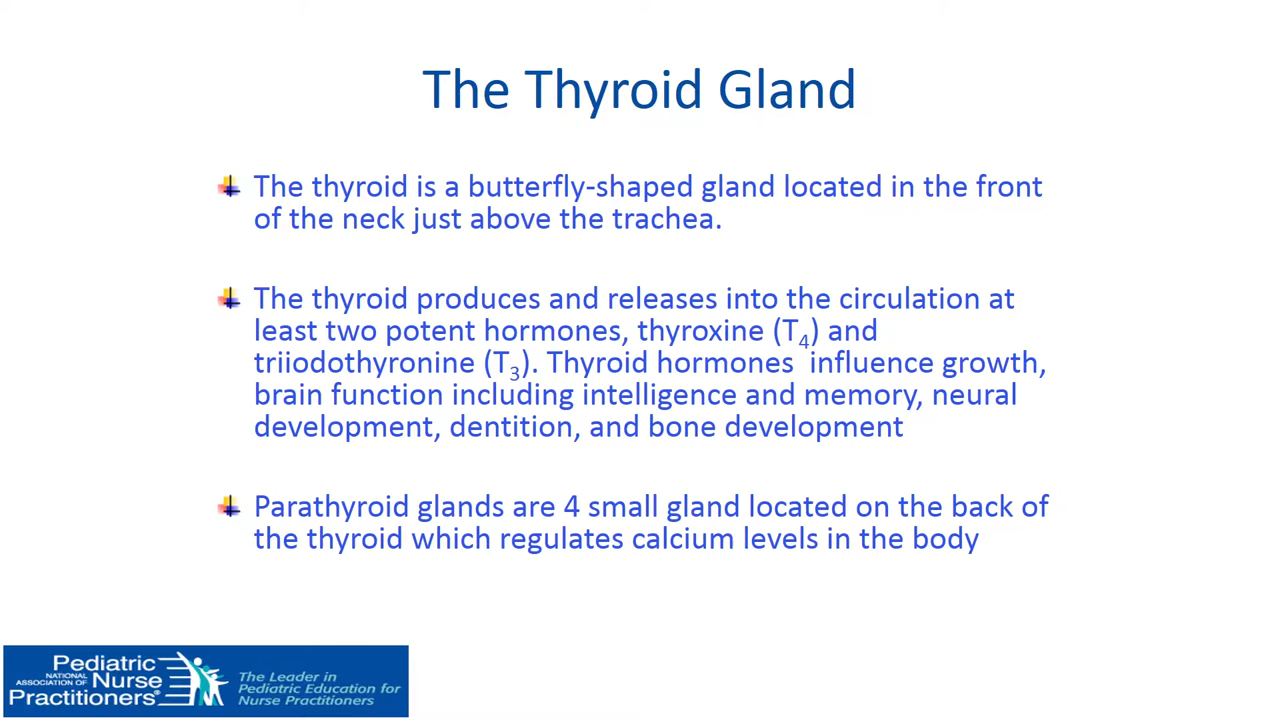 The Thyroid Gland
The thyroid is a butterfly-shaped gland located in the front
of the neck just above the trachea.
The thyroid produces and releases into the circulation at
least two potent hormones, thyroxine (T₄) and
triiodothyronine (T₃). Thyroid hormones  influence growth,
brain function including intelligence and memory, neural
development, dentition, and bone development
Parathyroid glands are 4 small gland located on the back of
the thyroid which regulates calcium levels in the body
Pediatric
NATIONAL
ASSOCIATION OF Nurse
Practitioners®
The Leader in
Pediatric Education for
Nurse Practitioners